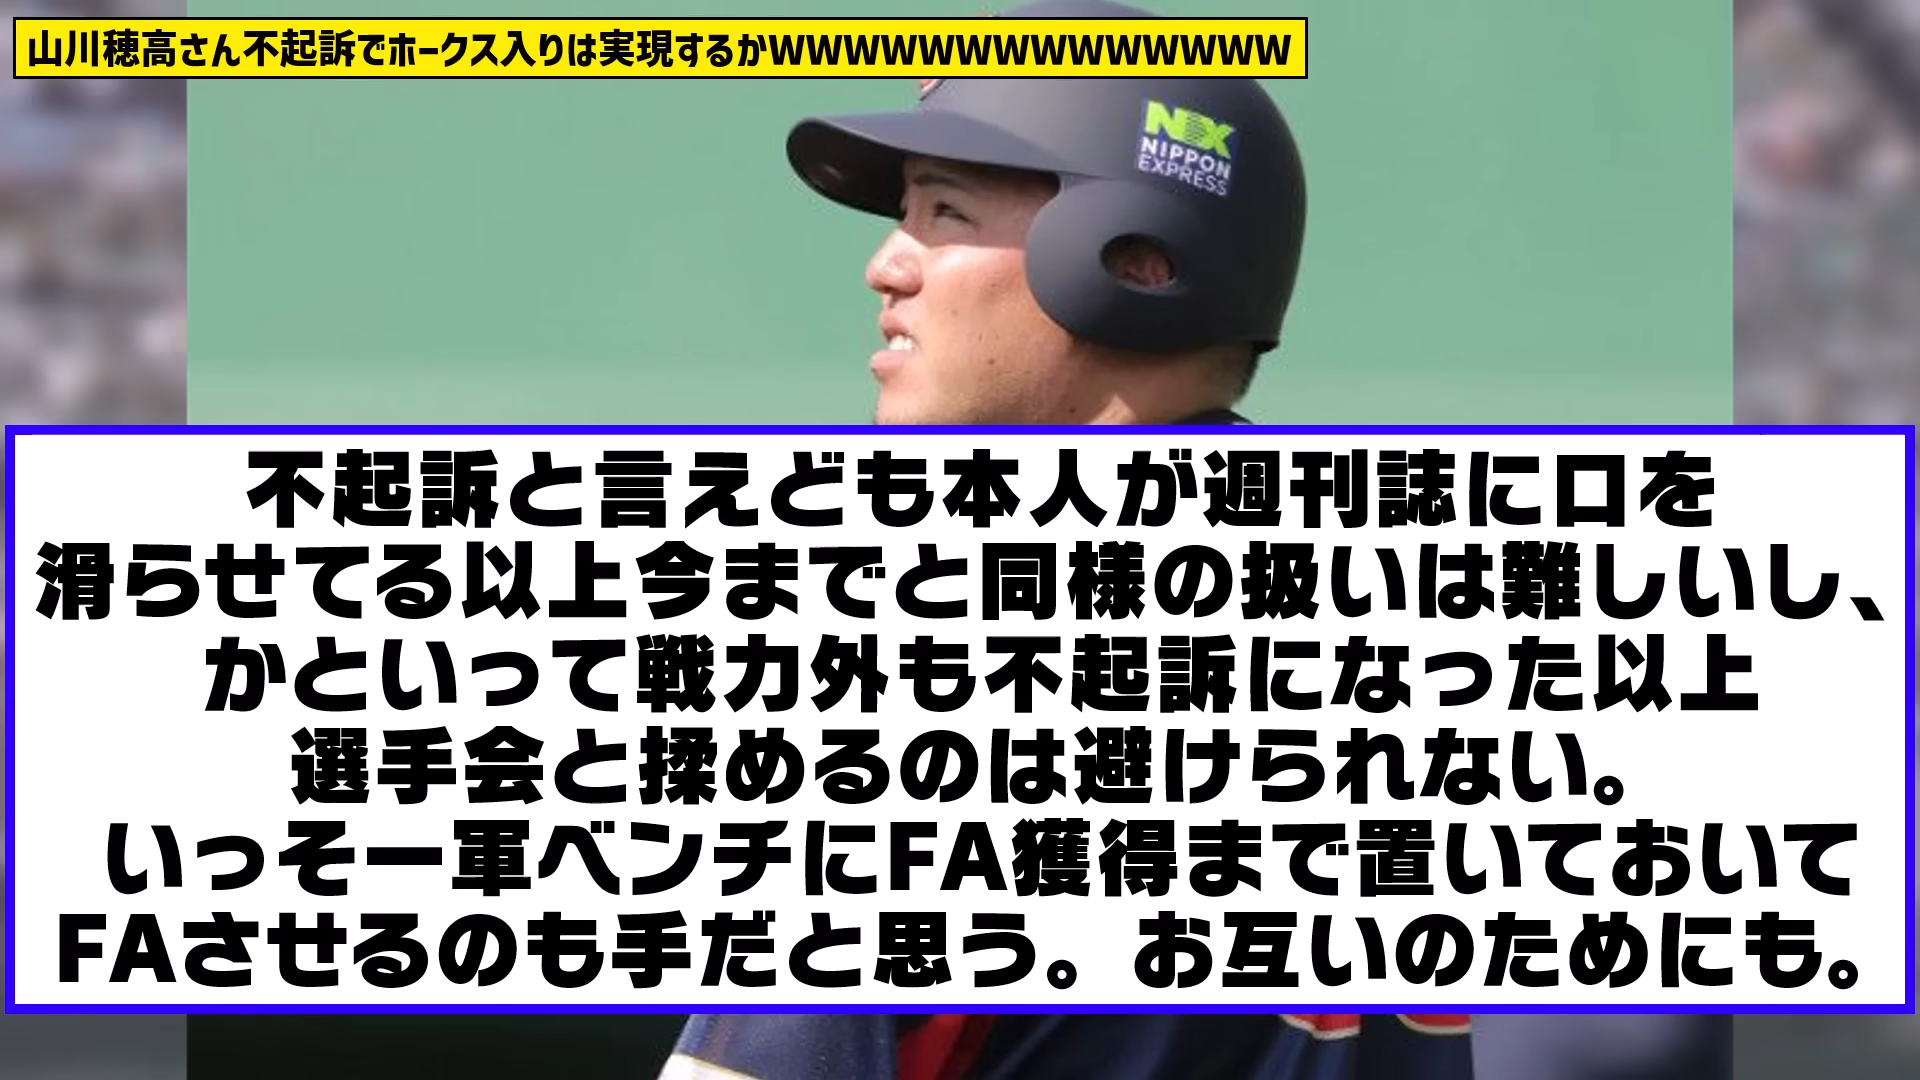 山川穂高さん不起訴でホークス入りは実現するかWWWWWWWWWWWWWW
NX
NIPPON
EXPRESS
不起訴と言えども本人が週刊誌に口を
滑らせてる以上今までと同様の扱いは難しいし、
かといって戦力外も不起訴になった以上
選手会と揉めるのは避けられない。
いっそ一軍ベンチにFA獲得まで置いておいて
FAさせるのも手だと思う。お互いのためにも。